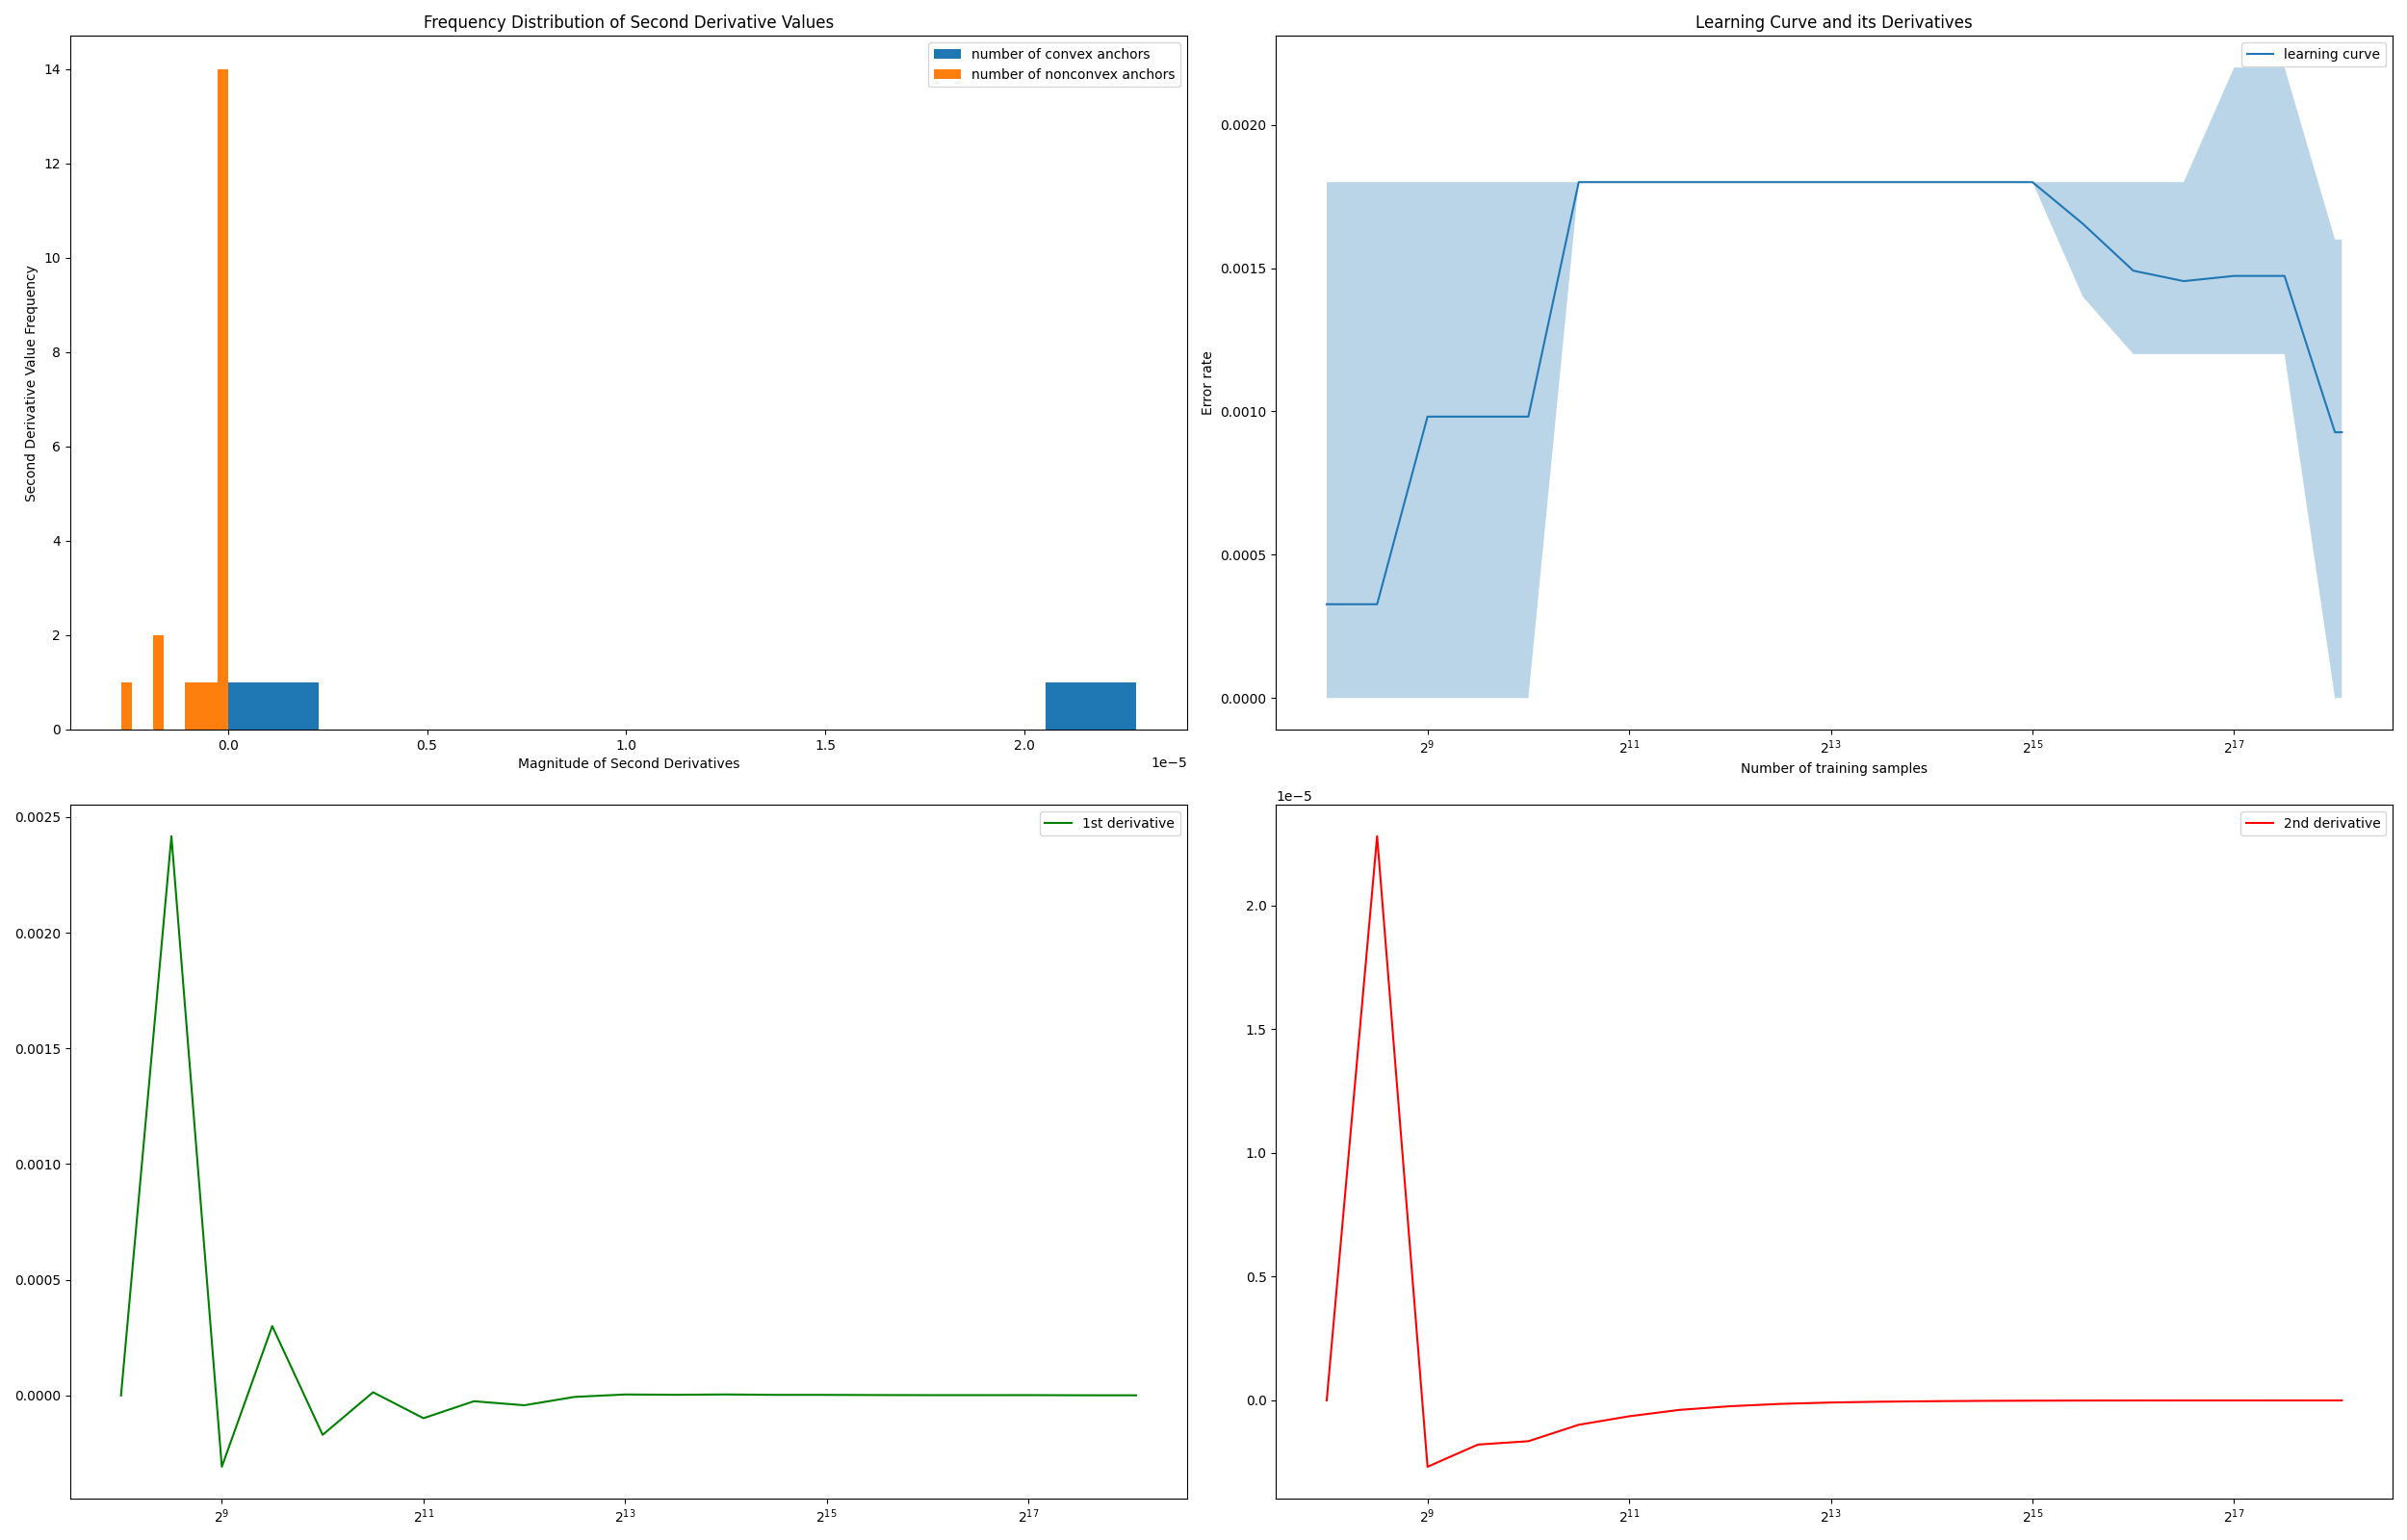 Frequency Distribution of Second Derivative Values
number of convex anchors
number of nonconvex anchors
14
12
10
8
6
4
2
0
Second Derivative Value Frequency
0.0 0.5 1.0 1.5 2.0
1e−5
Magnitude of Second Derivatives
Learning Curve and its Derivatives
learning curve
0.0020
0.0015
0.0010
0.0005
0.0000
Error rate
2^9 2^11 2^13 2^15 2^17
Number of training samples
1st derivative
0.0025
0.0020
0.0015
0.0010
0.0005
0.0000
2^9 2^11 2^13 2^15 2^17
1e−5
2nd derivative
2.0
1.5
1.0
0.5
0.0
2^9 2^11 2^13 2^15 2^17